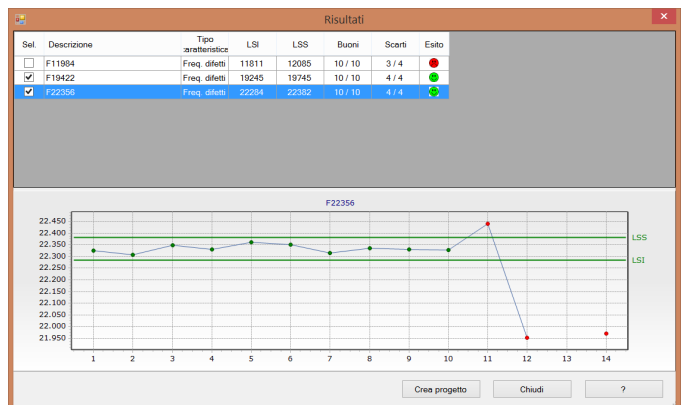 Risultati
Sel. Descrizione Tipo caratteristica LSI LSS Buoni Scarti Esito
F11984 Freq. difetti 11811 12085 10 / 10 3 / 4
F19422 Freq. difetti 19245 19745 10 / 10 4 / 4
F22356 Freq. difetti 22284 22382 10 / 10 4 / 4
F22356
22.450
22.400
22.350
22.300
22.250
22.200
22.150
22.100
22.050
22.000
21.950
LSS
LSI
1 2 3 4 5 6 7 8 9 10 11 12 13 14
Crea progetto Chiudi ?